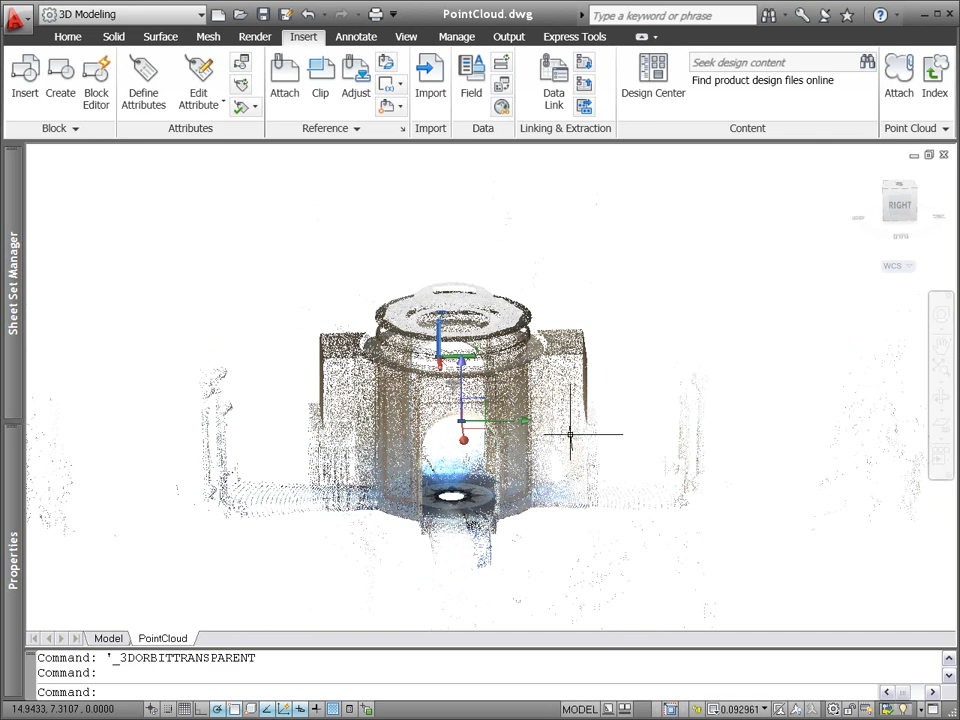 3D Modeling
PointCloud.dwg
Type a keyword or phrase
Home Solid Surface Mesh Render Insert Annotate View Manage Output Express Tools
Insert Create Block Editor
Define Attributes Edit Attribute
Attach Clip Adjust
Import
Field
Data Link
Design Center
Seek design content
Find product design files online
Attach Index
Block Attributes Reference Import Data Linking & Extraction Content Point Cloud
Sheet Set Manager
RIGHT
WCS
Properties
Model PointCloud
Command: '_3DORBITTRANSPARENT
Command:
Command:
14.9433, 7.3107, 0.0000
MODEL
0.092961